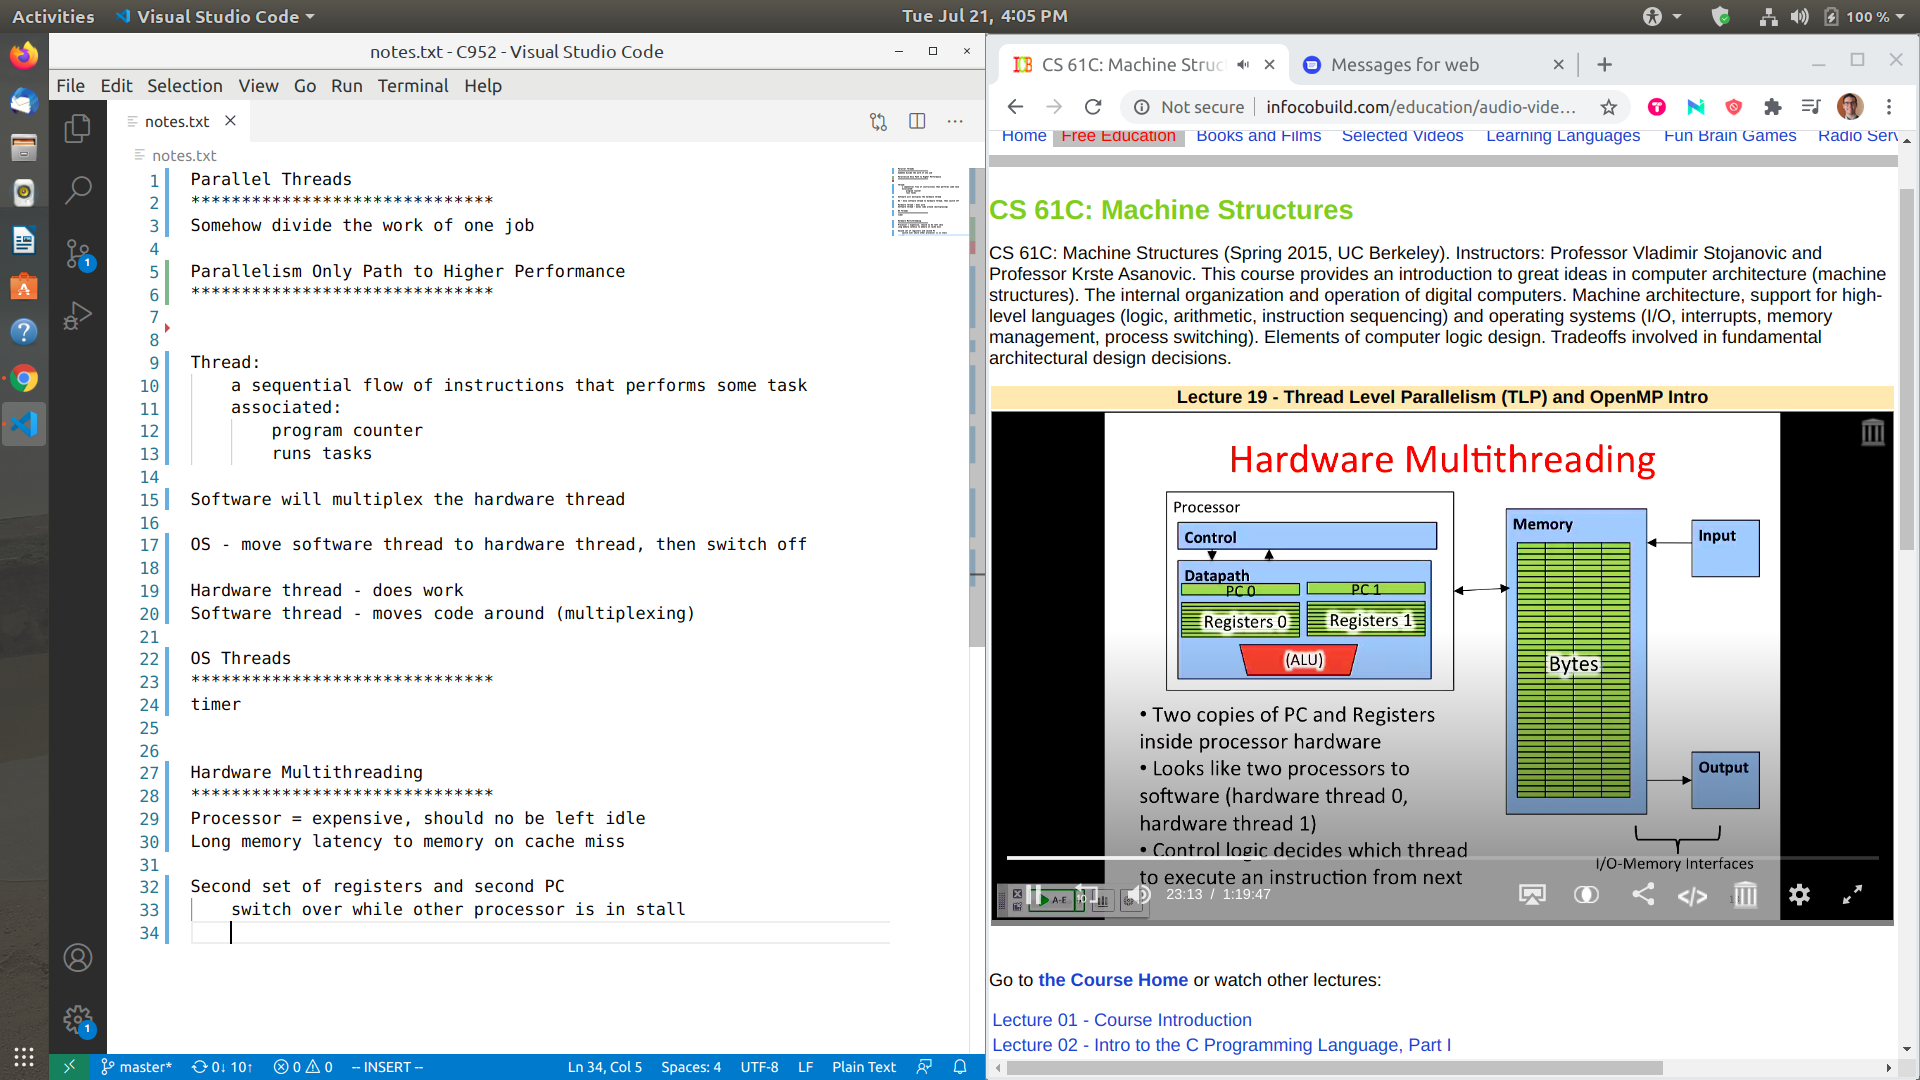 Activities
Visual Studio Code
Tue Jul 21, 4:05 PM
100 %
notes.txt - C952 - Visual Studio Code
File Edit Selection View Go Run Terminal Help
notes.txt
notes.txt
1 Parallel Threads
2 ******************************
3 Somehow divide the work of one job
4
5 Parallelism Only Path to Higher Performance
6 ******************************
7
8
9 Thread:
10 a sequential flow of instructions that performs some task
11 associated:
12 program counter
13 runs tasks
14
15 Software will multiplex the hardware thread
16
17 OS - move software thread to hardware thread, then switch off
18
19 Hardware thread - does work
20 Software thread - moves code around (multiplexing)
21
22 OS Threads
23 ******************************
24 timer
25
26
27 Hardware Multithreading
28 ******************************
29 Processor = expensive, should no be left idle
30 Long memory latency to memory on cache miss
31
32 Second set of registers and second PC
33 switch over while other processor is in stall
34
1
1
master* 0↓ 10↑ 0 0 -- INSERT -- Ln 34, Col 5 Spaces: 4 UTF-8 LF Plain Text
CS 61C: Machine Struc
Messages for web
Not secure infocobuild.com/education/audio-vide...
Home Free Education Books and Films Selected Videos Learning Languages Fun Brain Games Radio Serv
CS 61C: Machine Structures
CS 61C: Machine Structures (Spring 2015, UC Berkeley). Instructors: Professor Vladimir Stojanovic and
Professor Krste Asanovic. This course provides an introduction to great ideas in computer architecture (machine
structures). The internal organization and operation of digital computers. Machine architecture, support for high-
level languages (logic, arithmetic, instruction sequencing) and operating systems (I/O, interrupts, memory
management, process switching). Elements of computer logic design. Tradeoffs involved in fundamental
architectural design decisions.
Lecture 19 - Thread Level Parallelism (TLP) and OpenMP Intro
Hardware Multithreading
Processor
Control
Datapath
PC 0
PC 1
Registers 0
Registers 1
(ALU)
Memory
Bytes
Input
Output
I/O-Memory Interfaces
• Two copies of PC and Registers
inside processor hardware
• Looks like two processors to
software (hardware thread 0,
hardware thread 1)
• Control logic decides which thread
to execute an instruction from next
A-E
23:13 / 1:19:47
Go to the Course Home or watch other lectures:
Lecture 01 - Course Introduction
Lecture 02 - Intro to the C Programming Language, Part I